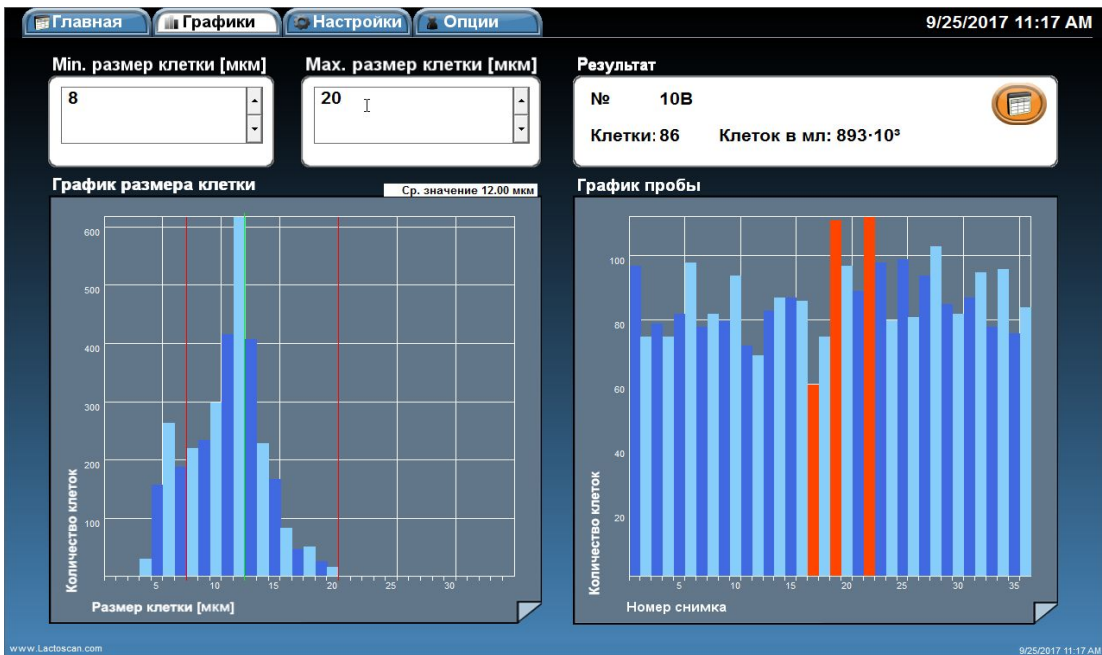 Главная Графики Настройки Опции 9/25/2017 11:17 AM
Min. размер клетки [мкм] Max. размер клетки [мкм] Результат
8 20 № 10B
Клетки: 86 Клеток в мл: 893·10³
График размера клетки Ср. значение 12.00 мкм График пробы
600
500
400
300
200
100
Количество клеток
5 10 15 20 25 30
Размер клетки [мкм]
100
80
60
40
20
Количество клеток
5 10 15 20 25 30 35
Номер снимка
www.Lactoscan.com 9/25/2017 11:17 AM